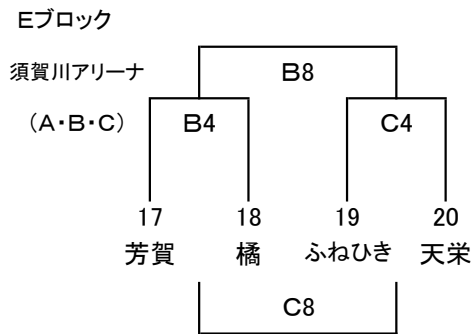 Eブロック
須賀川アリーナ
(A・B・C)
B8
B4
C4
17
18
19
20
芳賀
橘
ふねひき
天栄
C8